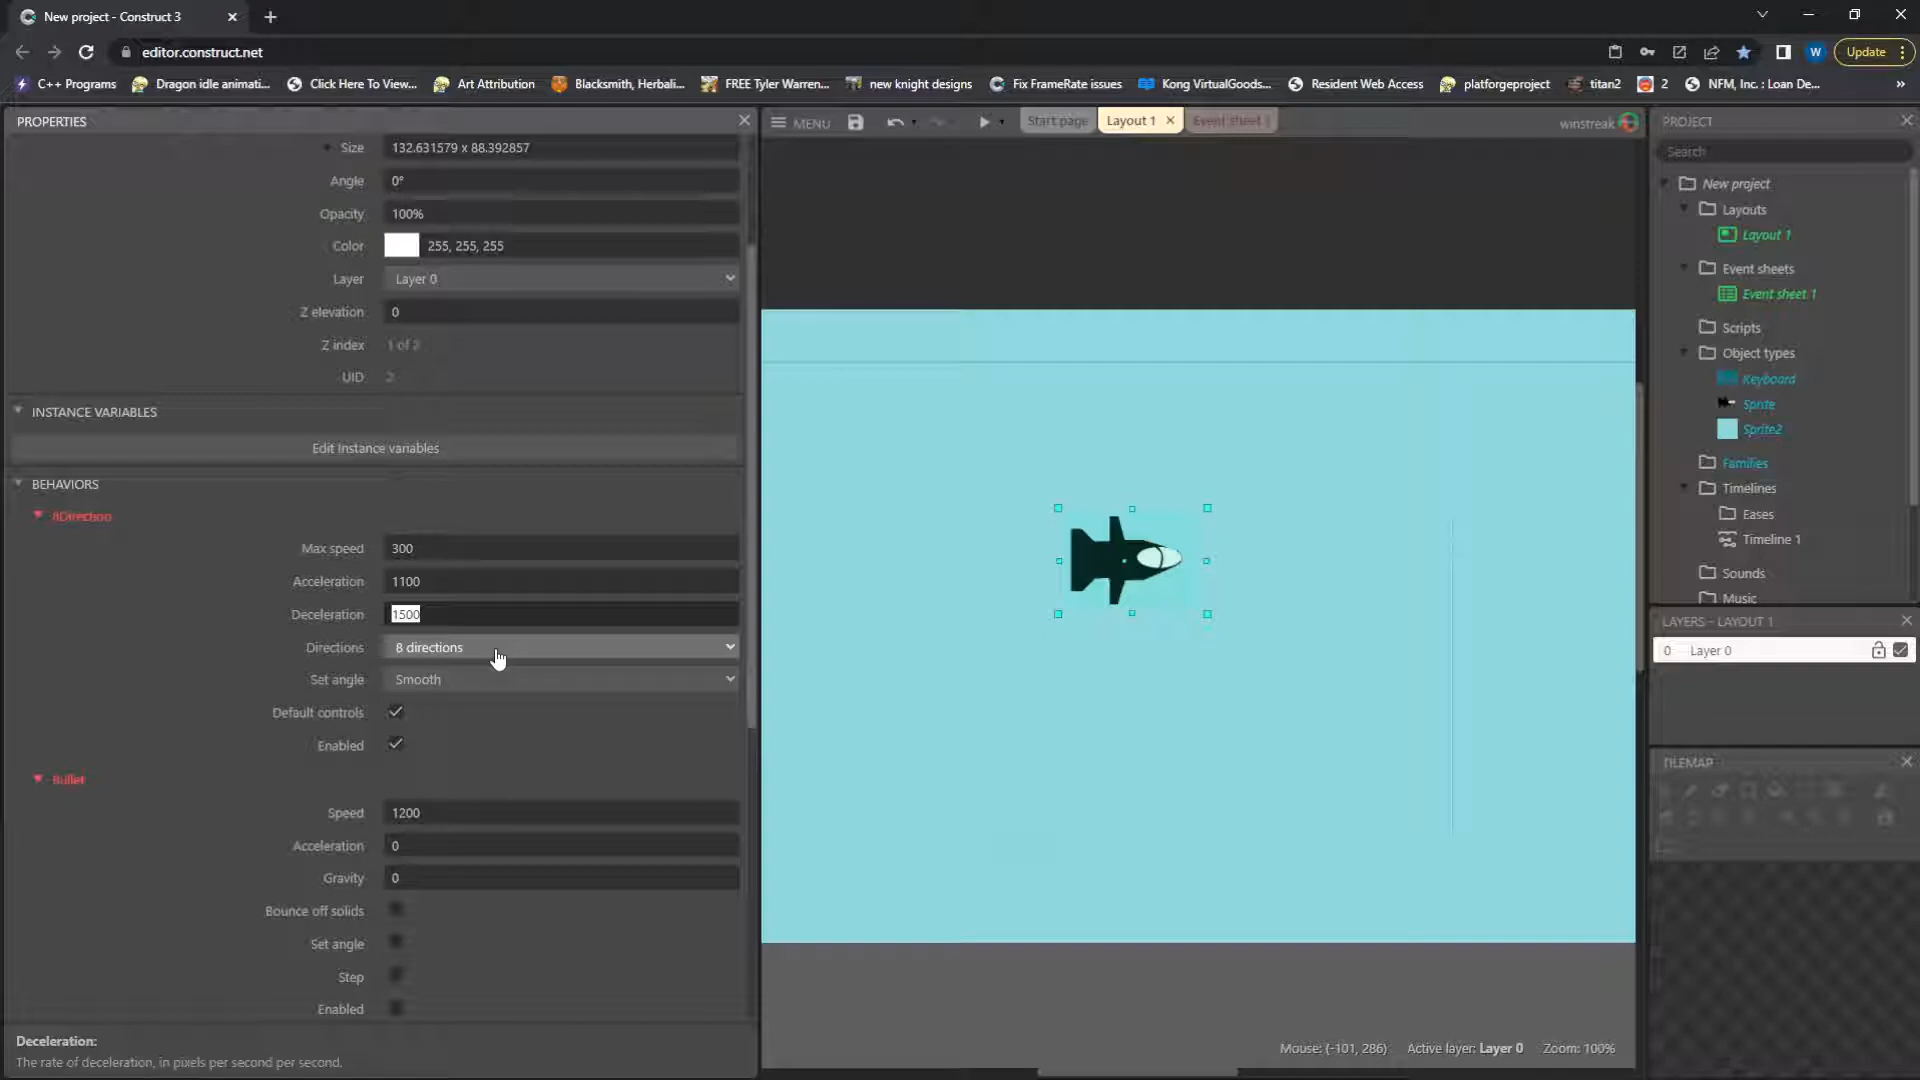 New project - Construct 3
editor.construct.net
Update
C++ Programs
Dragon idle animati...
Click Here To View...
Art Attribution
Blacksmith, Herbali...
FREE Tyler Warren...
new knight designs
Fix FrameRate issues
Kong VirtualGoods...
Resident Web Access
platforgeproject
titan2
2
NFM, Inc. : Loan De...
PROPERTIES
Size 132.631579 x 88.392857
Angle 0°
Opacity 100%
Color 255, 255, 255
Layer Layer 0
Z elevation 0
Z index 1 of 2
UID 2
INSTANCE VARIABLES
Edit Instance variables
BEHAVIORS
8Direction
Max speed 300
Acceleration 1100
Deceleration 1500
Directions 8 directions
Set angle Smooth
Default controls
Enabled
Bullet
Speed 1200
Acceleration 0
Gravity 0
Bounce off solids
Set angle
Step
Enabled
Deceleration:
The rate of deceleration, in pixels per second per second.
MENU
Start page
Layout 1
Event sheet 1
winstreak
Mouse: (-101, 286)
Active layer: Layer 0
Zoom: 100%
PROJECT
Search
New project
Layouts
Layout 1
Event sheets
Event sheet 1
Scripts
Object types
Keyboard
Sprite
Sprite2
Families
Timelines
Eases
Timeline 1
Sounds
Music
LAYERS - LAYOUT 1
0 Layer 0
TILEMAP
W